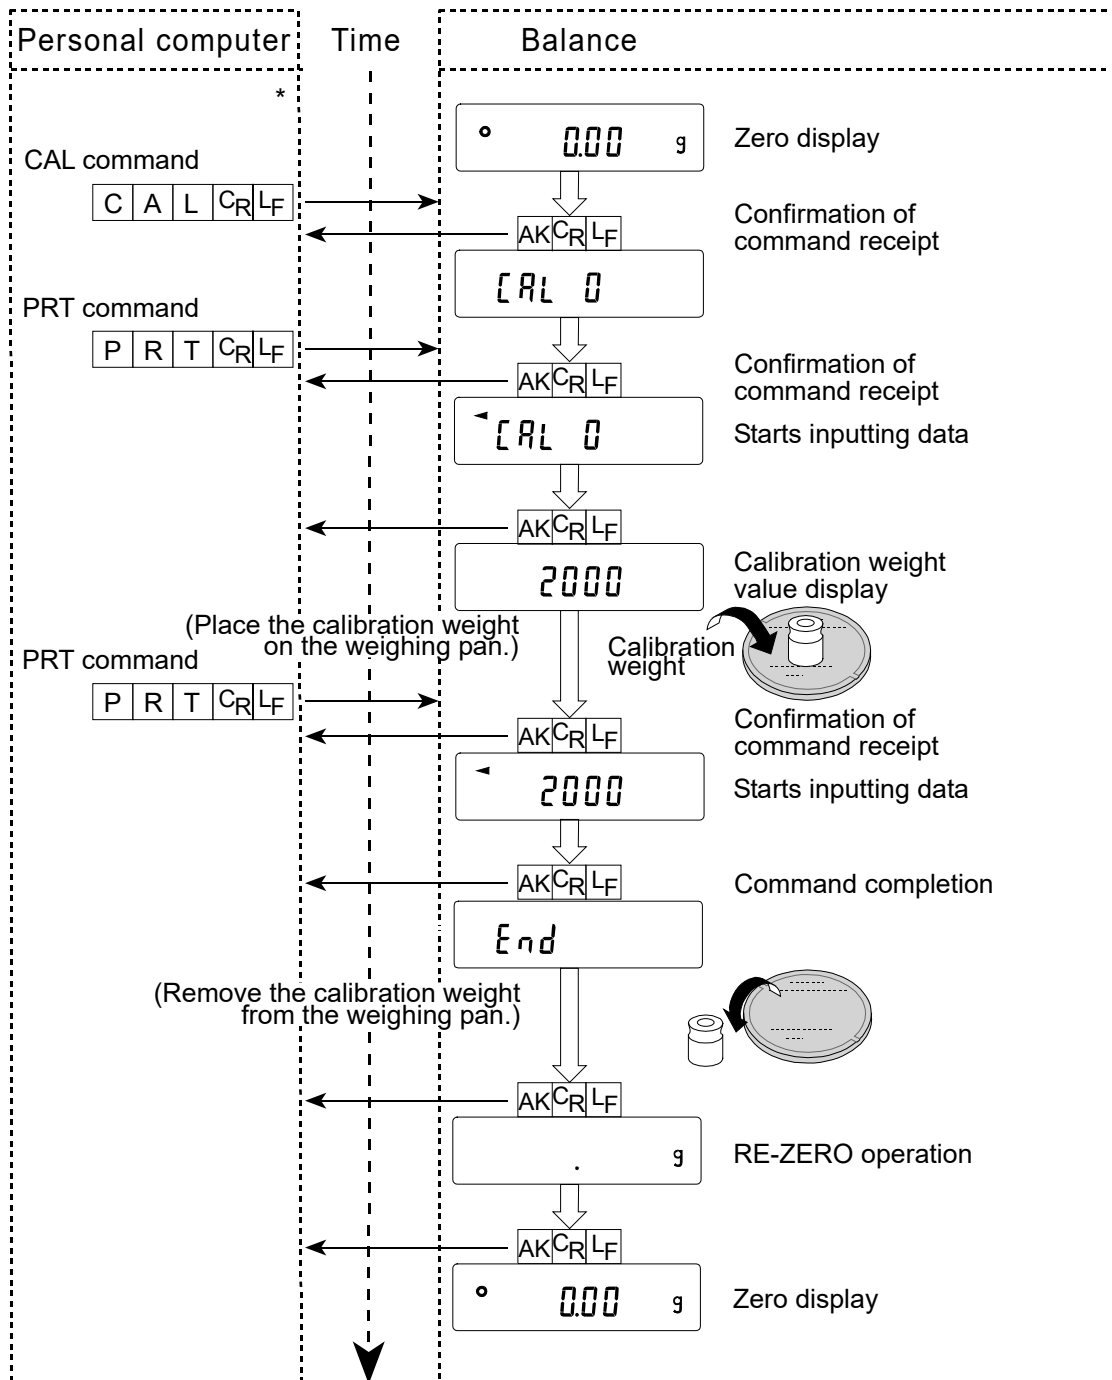 Personal computer Time Balance
*
0.00 g Zero display
CAL command
C A L CR LF
AK CR LF
Confirmation of
command receipt
CAL 0
PRT command
P R T CR LF
AK CR LF
Confirmation of
command receipt
CAL 0
Starts inputting data
AK CR LF
2000
Calibration weight
value display
(Place the calibration weight
on the weighing pan.)
Calibration
weight
PRT command
P R T CR LF
AK CR LF
Confirmation of
command receipt
2000
Starts inputting data
AK CR LF
Command completion
End
(Remove the calibration weight
from the weighing pan.)
AK CR LF
. g
RE-ZERO operation
AK CR LF
0.00 g
Zero display